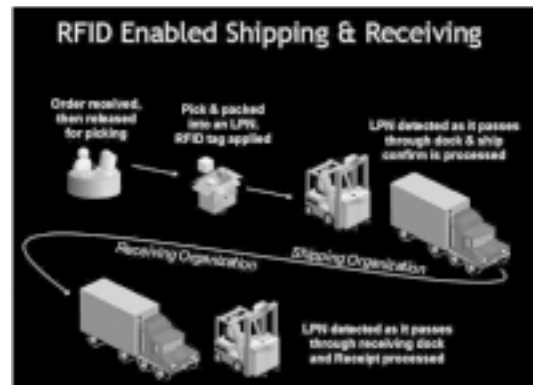 RFID Enabled Shipping & Receiving
Order received,
then released
for picking
Pick & packed
into an LPN.
RFID tag applied
LPN detected as it passes
through dock & ship
confirm is processed
Receiving Organization
Shipping Organization
LPN detected as it passes
through receiving dock
and Receipt processed